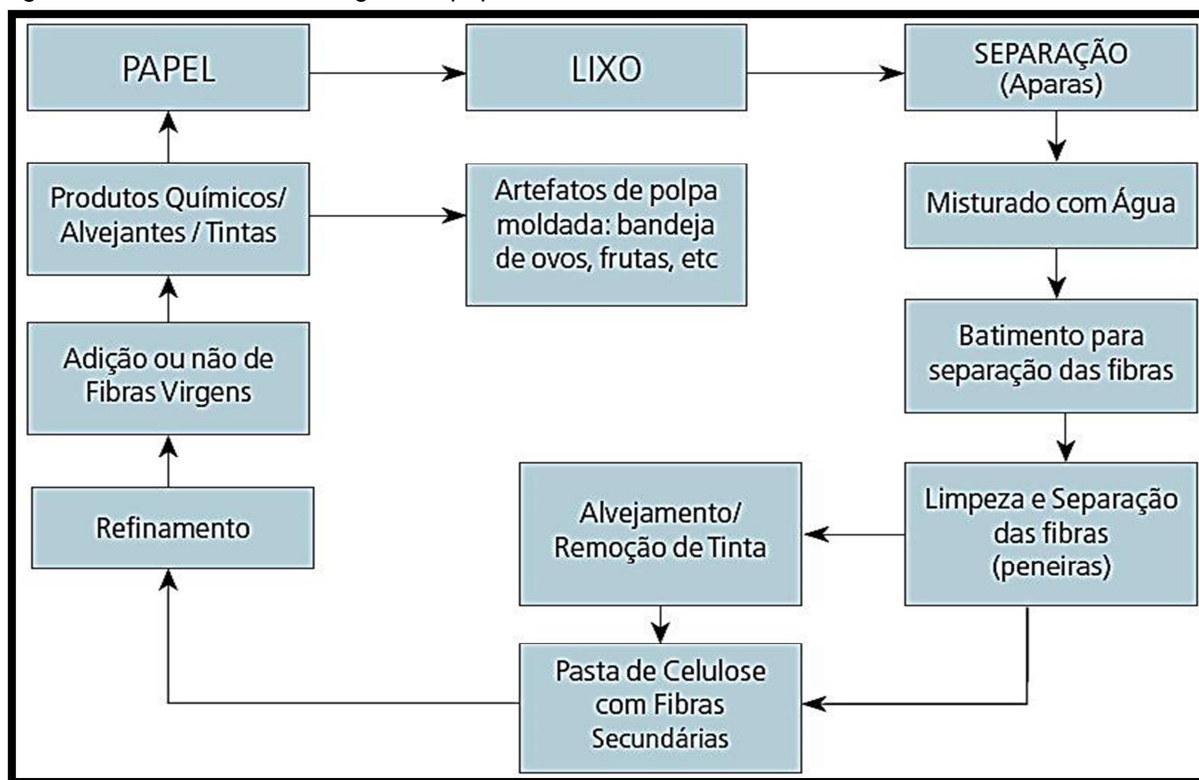 PAPEL
LIXO
SEPARAÇÃO
(Aparas)
Produtos Químicos/
Alvejantes / Tintas
Artefatos de polpa
moldada: bandeja
de ovos, frutas, etc
Misturado com Água
Adição ou não de
Fibras Virgens
Batimento para
separação das fibras
Refinamento
Alvejamento/
Remoção de Tinta
Limpeza e Separação
das fibras
(peneiras)
Pasta de Celulose
com Fibras
Secundárias